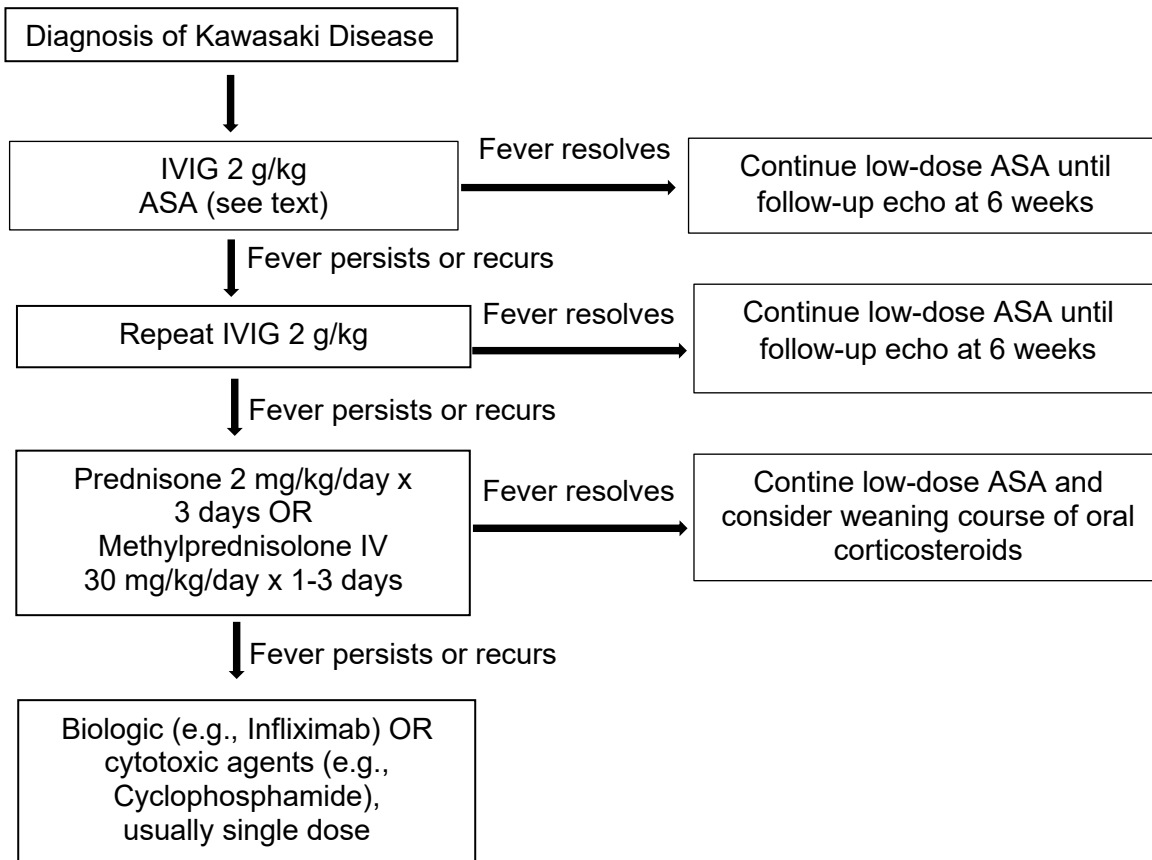 Diagnosis of Kawasaki Disease
IVIG 2 g/kg
ASA (see text)
Fever resolves
Continue low-dose ASA until
follow-up echo at 6 weeks
Fever persists or recurs
Repeat IVIG 2 g/kg
Fever resolves
Continue low-dose ASA until
follow-up echo at 6 weeks
Fever persists or recurs
Prednisone 2 mg/kg/day x
3 days OR
Methylprednisolone IV
30 mg/kg/day x 1-3 days
Fever resolves
Contine low-dose ASA and
consider weaning course of oral
corticosteroids
Fever persists or recurs
Biologic (e.g., Infliximab) OR
cytotoxic agents (e.g.,
Cyclophosphamide),
usually single dose